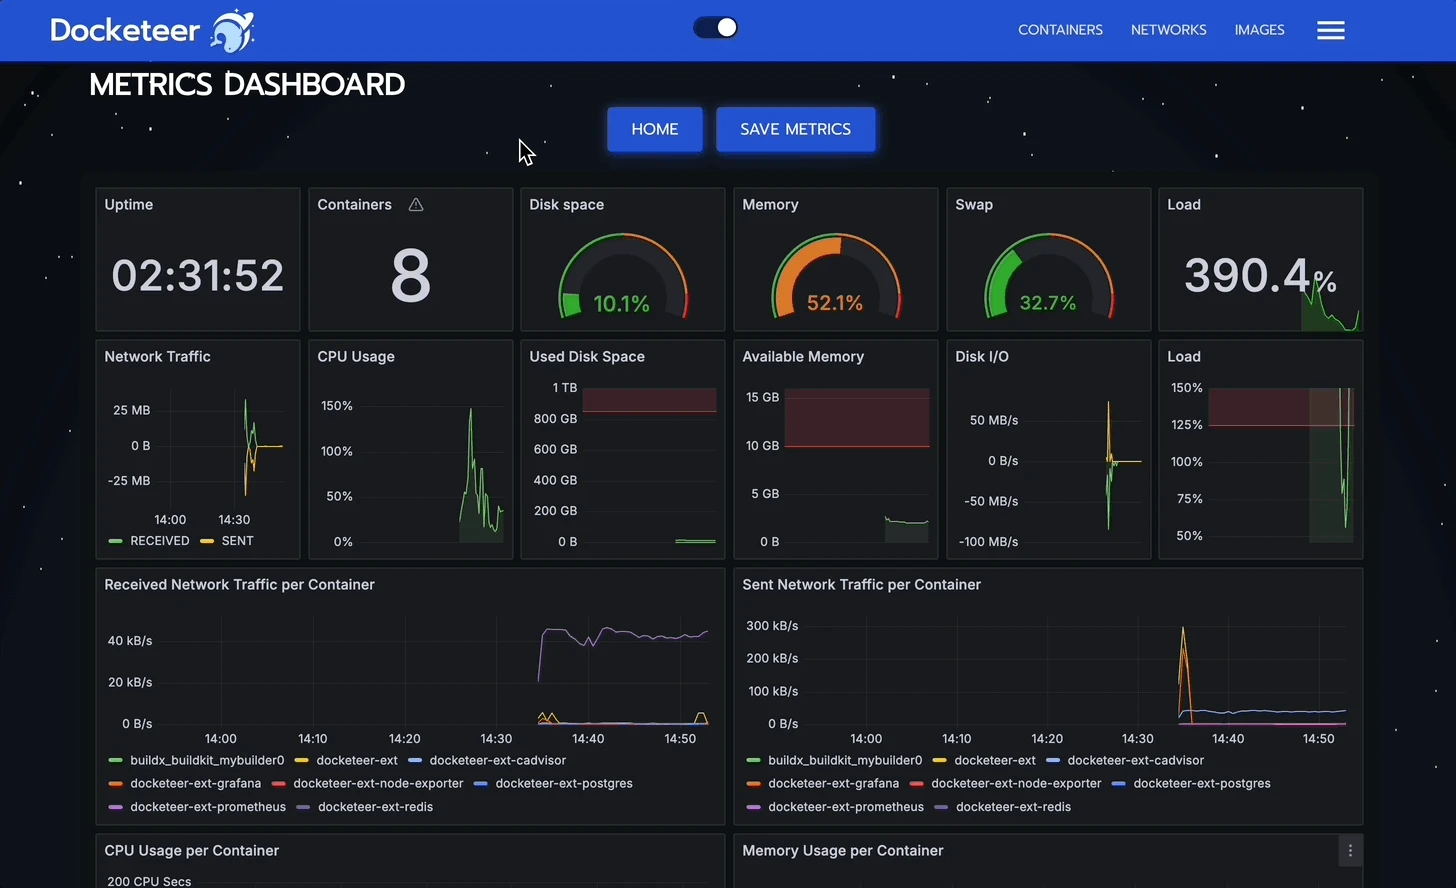 Docketeer
CONTAINERS NETWORKS IMAGES
METRICS DASHBOARD
HOME SAVE METRICS
Uptime
02:31:52
Containers
8
Disk space
10.1%
Memory
52.1%
Swap
32.7%
Load
390.4%
Network Traffic
25 MB
0 B
-25 MB
14:00 14:30
RECEIVED SENT
CPU Usage
150%
100%
50%
0%
Used Disk Space
1 TB
800 GB
600 GB
400 GB
200 GB
0 B
Available Memory
15 GB
10 GB
5 GB
0 B
Disk I/O
50 MB/s
0 B/s
-50 MB/s
-100 MB/s
Load
150%
125%
100%
75%
50%
Received Network Traffic per Container
40 kB/s
20 kB/s
0 B/s
14:00 14:10 14:20 14:30 14:40 14:50
buildx_buildkit_mybuilder0 docketeer-ext docketeer-ext-cadvisor
docketeer-ext-grafana docketeer-ext-node-exporter docketeer-ext-postgres
docketeer-ext-prometheus docketeer-ext-redis
Sent Network Traffic per Container
300 kB/s
200 kB/s
100 kB/s
0 B/s
14:00 14:10 14:20 14:30 14:40 14:50
buildx_buildkit_mybuilder0 docketeer-ext docketeer-ext-cadvisor
docketeer-ext-grafana docketeer-ext-node-exporter docketeer-ext-postgres
docketeer-ext-prometheus docketeer-ext-redis
CPU Usage per Container
200 CPU Secs
Memory Usage per Container